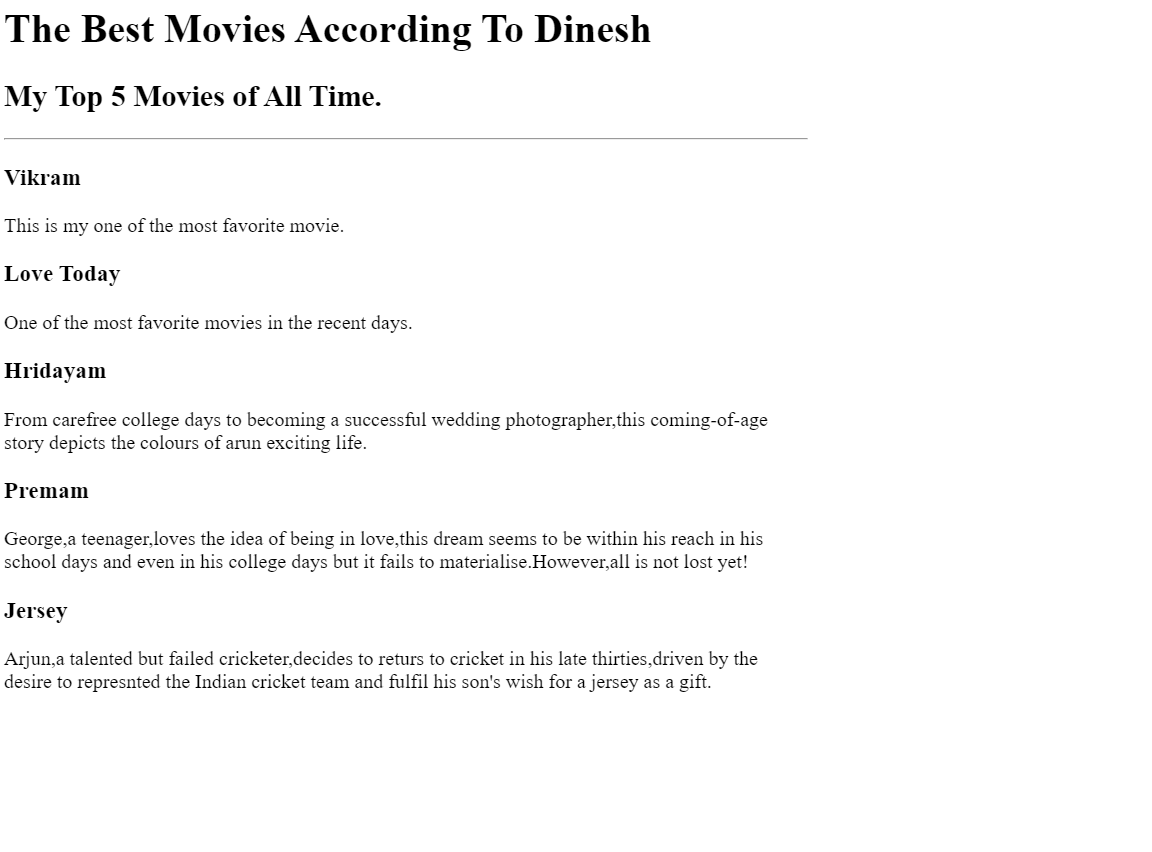 The Best Movies According To Dinesh
My Top 5 Movies of All Time.
Vikram
This is my one of the most favorite movie.
Love Today
One of the most favorite movies in the recent days.
Hridayam
From carefree college days to becoming a successful wedding photographer,this coming-of-age
story depicts the colours of arun exciting life.
Premam
George,a teenager,loves the idea of being in love,this dream seems to be within his reach in his
school days and even in his college days but it fails to materialise.However,all is not lost yet!
Jersey
Arjun,a talented but failed cricketer,decides to returs to cricket in his late thirties,driven by the
desire to represnted the Indian cricket team and fulfil his son's wish for a jersey as a gift.